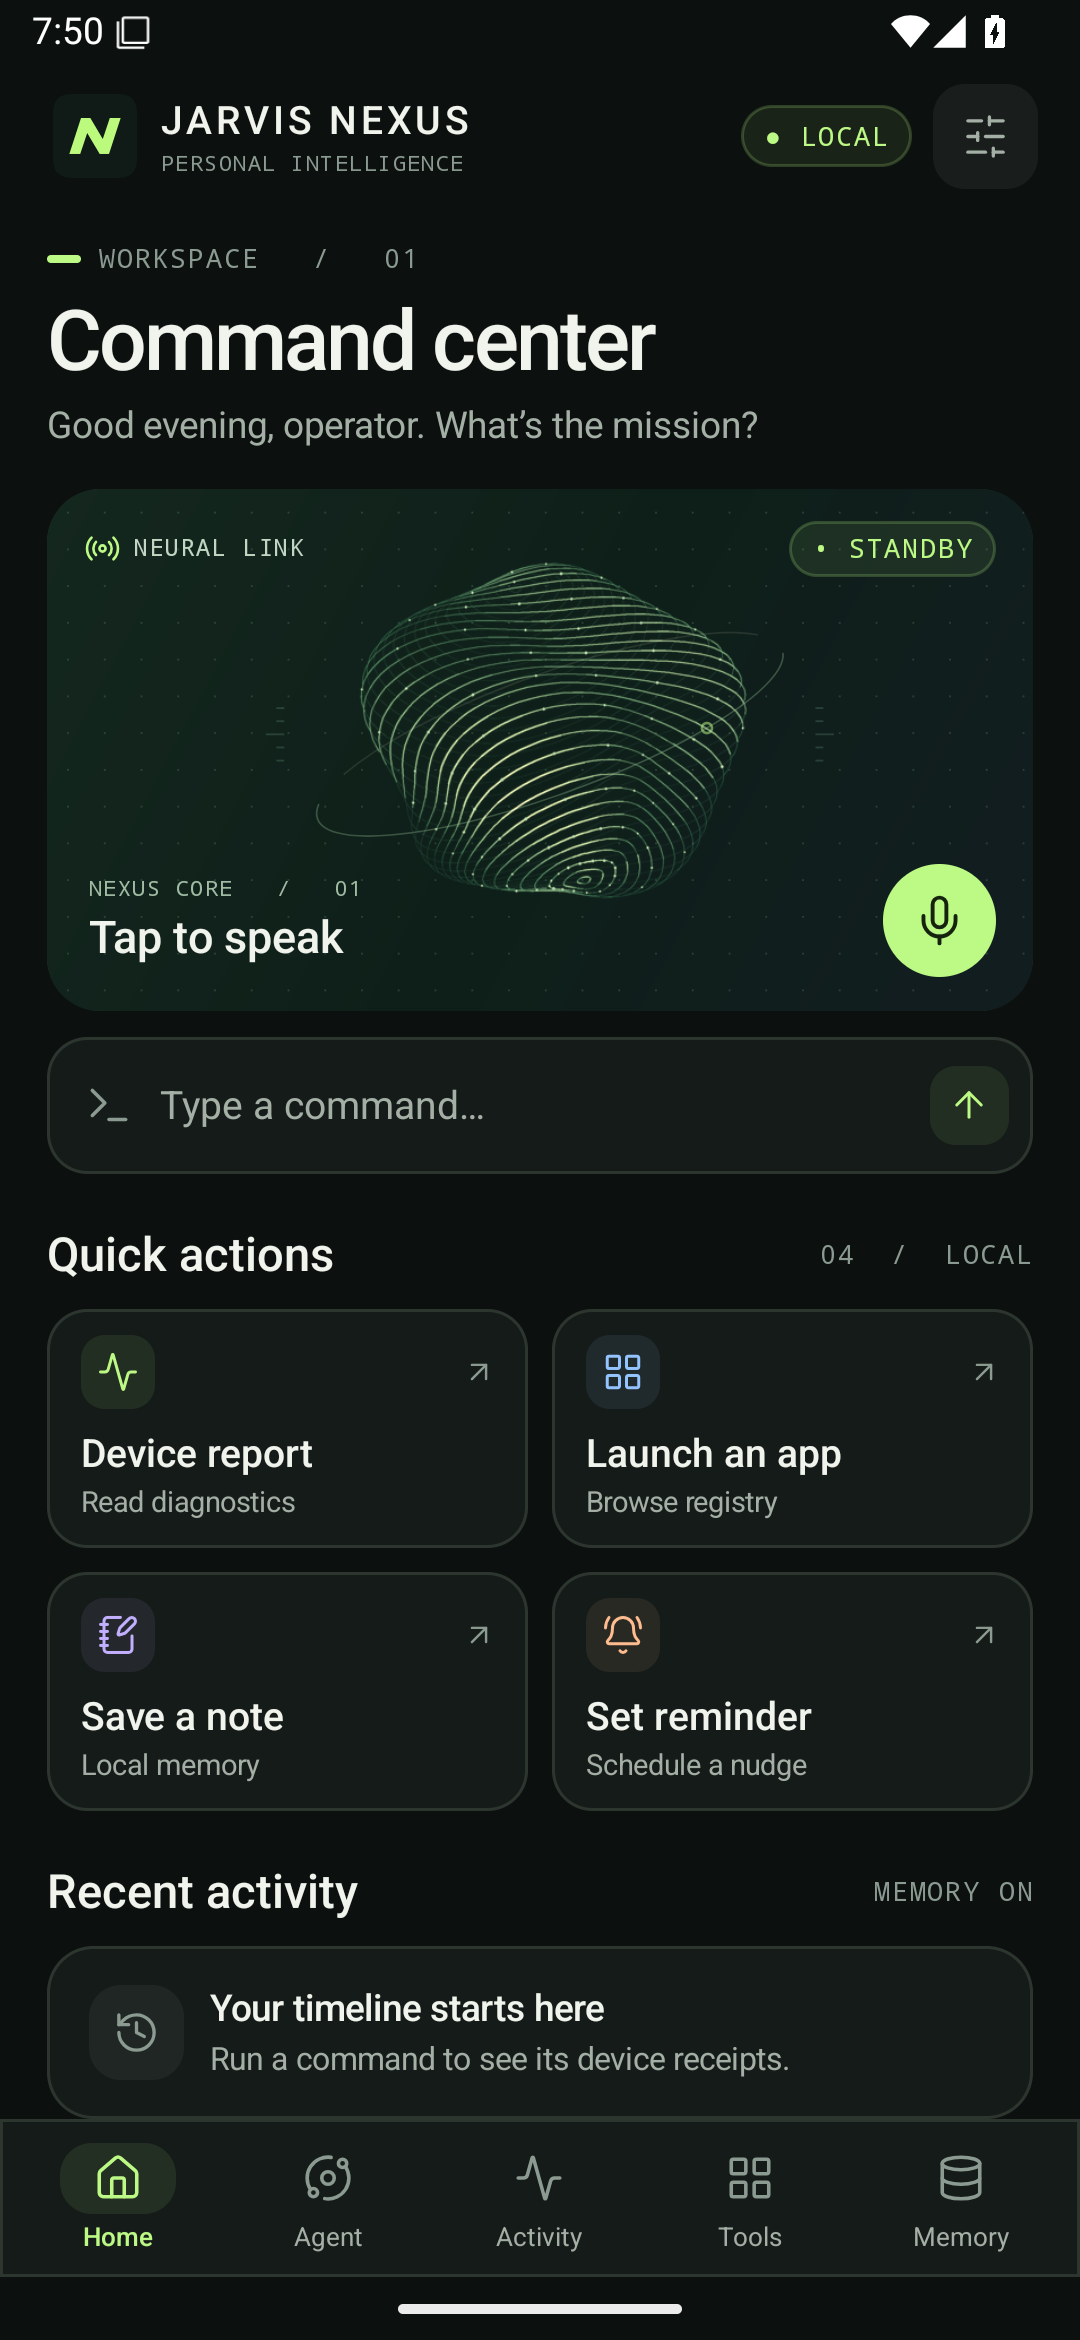 7:50
JARVIS NEXUS
PERSONAL INTELLIGENCE
LOCAL
WORKSPACE / 01
Command center
Good evening, operator. What’s the mission?
NEURAL LINK
STANDBY
NEXUS CORE / 01
Tap to speak
Type a command…
Quick actions
04 / LOCAL
Device report
Read diagnostics
Launch an app
Browse registry
Save a note
Local memory
Set reminder
Schedule a nudge
Recent activity
MEMORY ON
Your timeline starts here
Run a command to see its device receipts.
Home
Agent
Activity
Tools
Memory